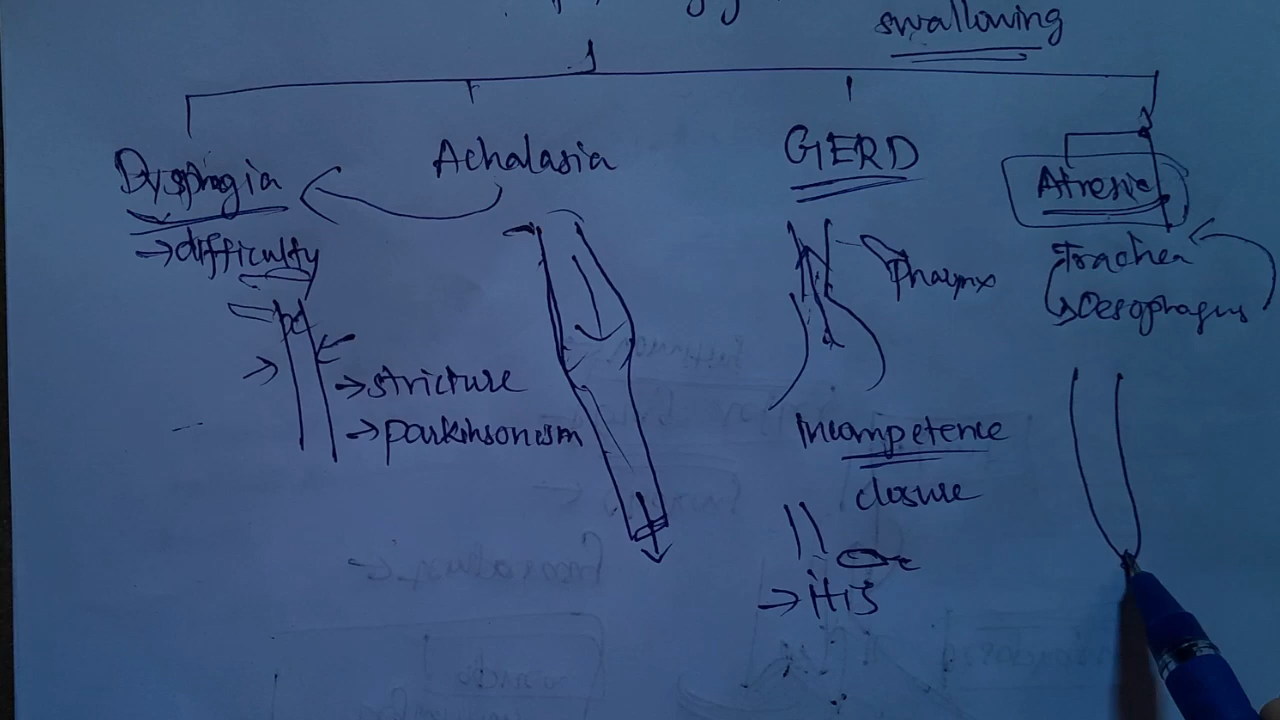 swallowing
Dysphagia
Achalasia
GERD
Atresia
→difficulty
Trachea
Oesophagus
Pharynx
→stricture
→parkinsonism
Incompetence
closure
→HIS